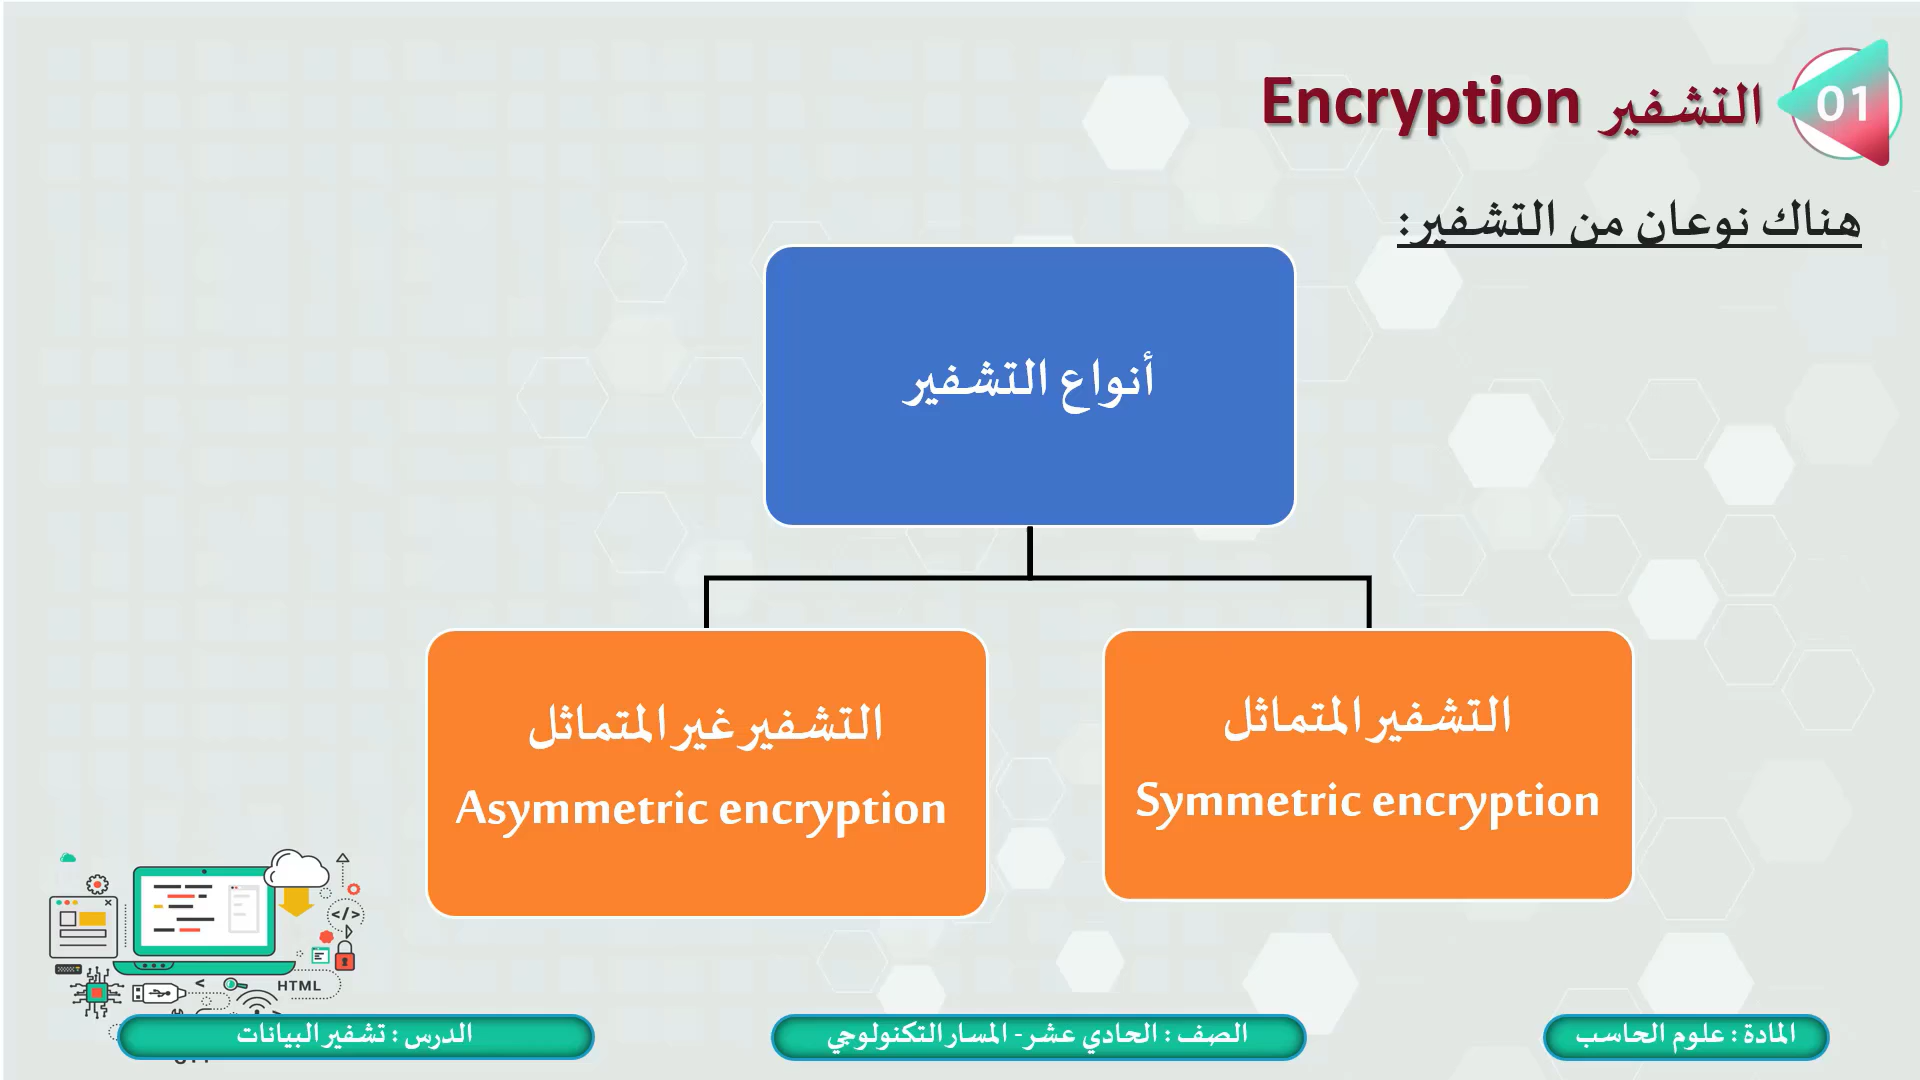 01
التشفير Encryption
هناك نوعان من التشفير:
أنواع التشفير
التشفير المتماثل
Symmetric encryption
التشفير غير المتماثل
Asymmetric encryption
</>
HTML
المادة : علوم الحاسب
الصف : الحادي عشر- المسار التكنولوجي
الدرس : تشفير البيانات